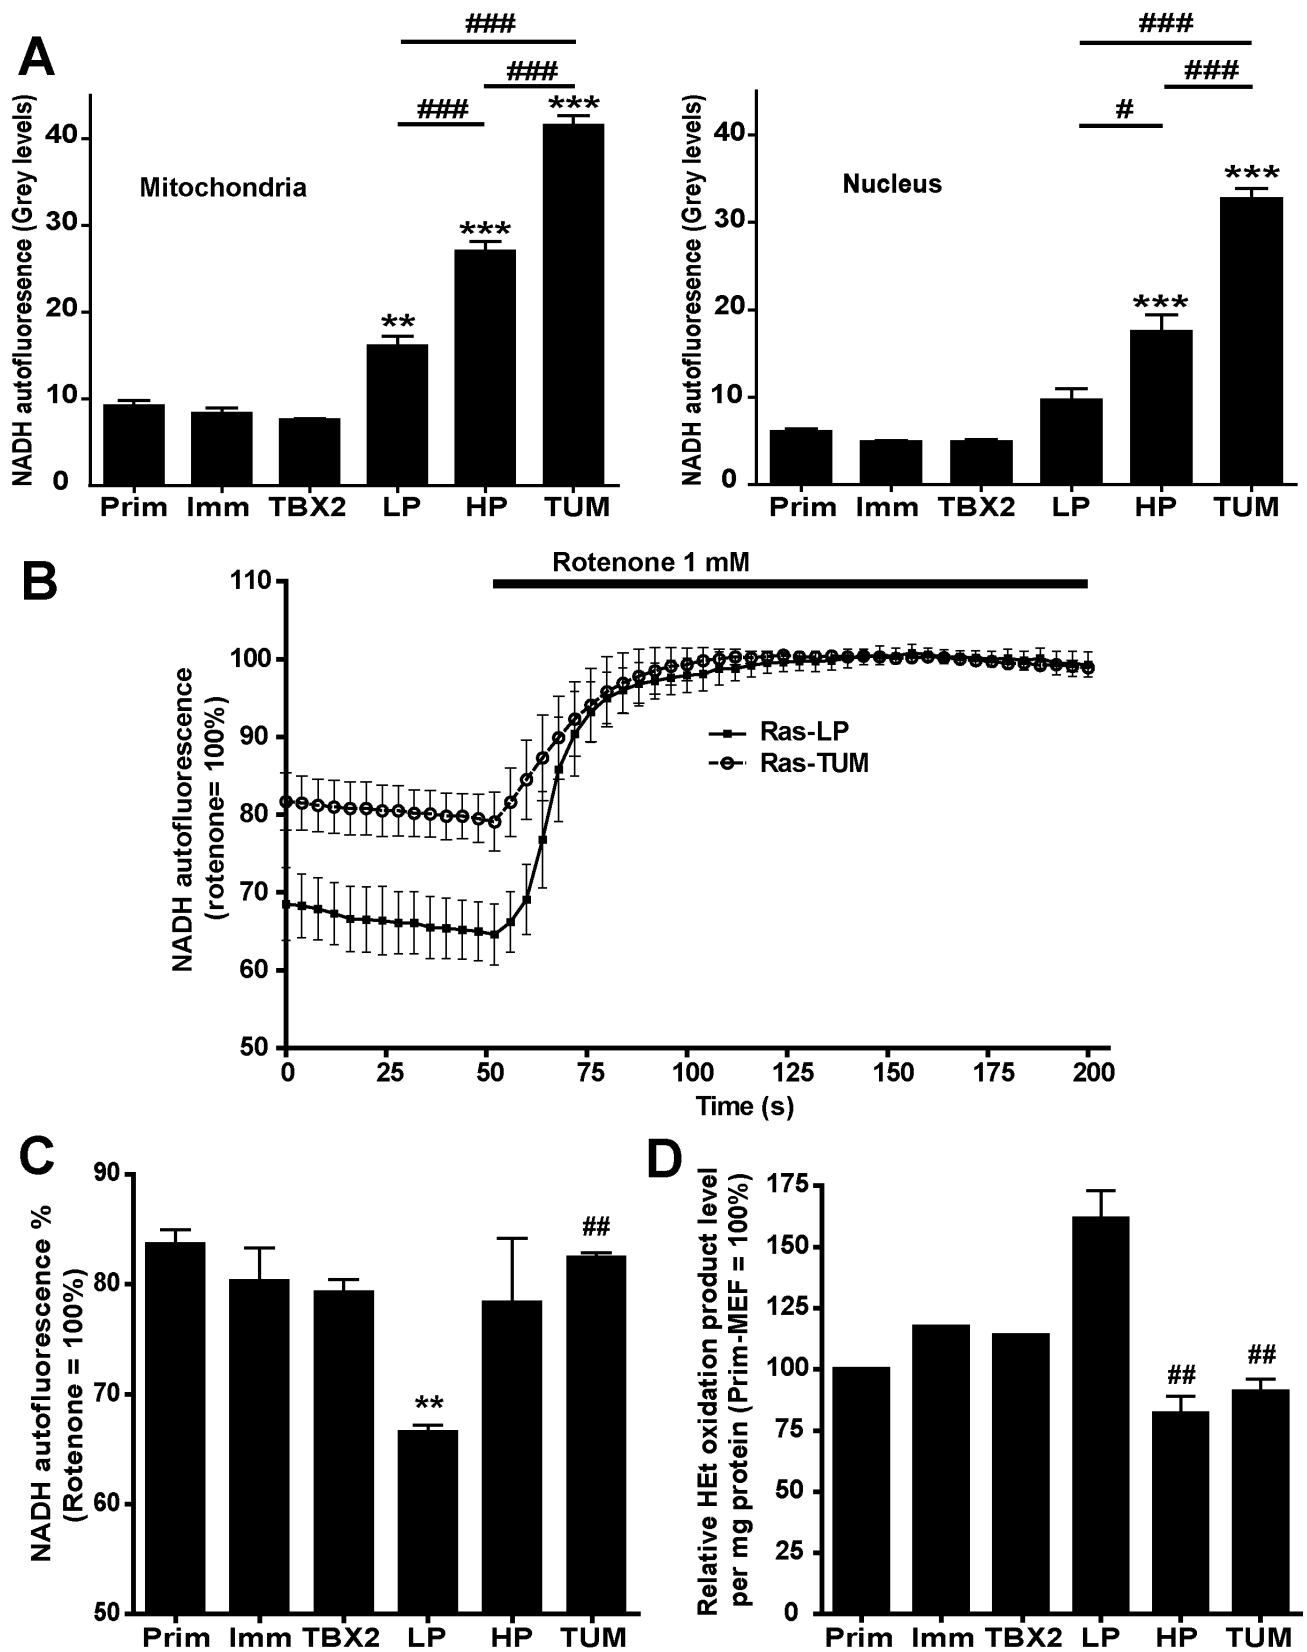 A
###
###
###
***
***
**
Mitochondria
NADH autofluoresence (Grey levels)
40
30
20
10
0
Prim Imm TBX2 LP HP TUM
###
###
#
***
***
Nucleus
NADH autofluoresence (Grey levels)
40
30
20
10
0
Prim Imm TBX2 LP HP TUM
B
Rotenone 1 mM
NADH autofluorescence
(rotenone= 100%)
110
100
90
80
70
60
50
Ras-LP
Ras-TUM
0 25 50 75 100 125 150 175 200
Time (s)
C
NADH autofluorescence %
(Rotenone = 100%)
90
80
70
60
50
**
##
Prim Imm TBX2 LP HP TUM
D
Relative HEt oxidation product level
per mg protein (Prim-MEF = 100%)
175
150
125
100
75
50
25
0
##
##
Prim Imm TBX2 LP HP TUM